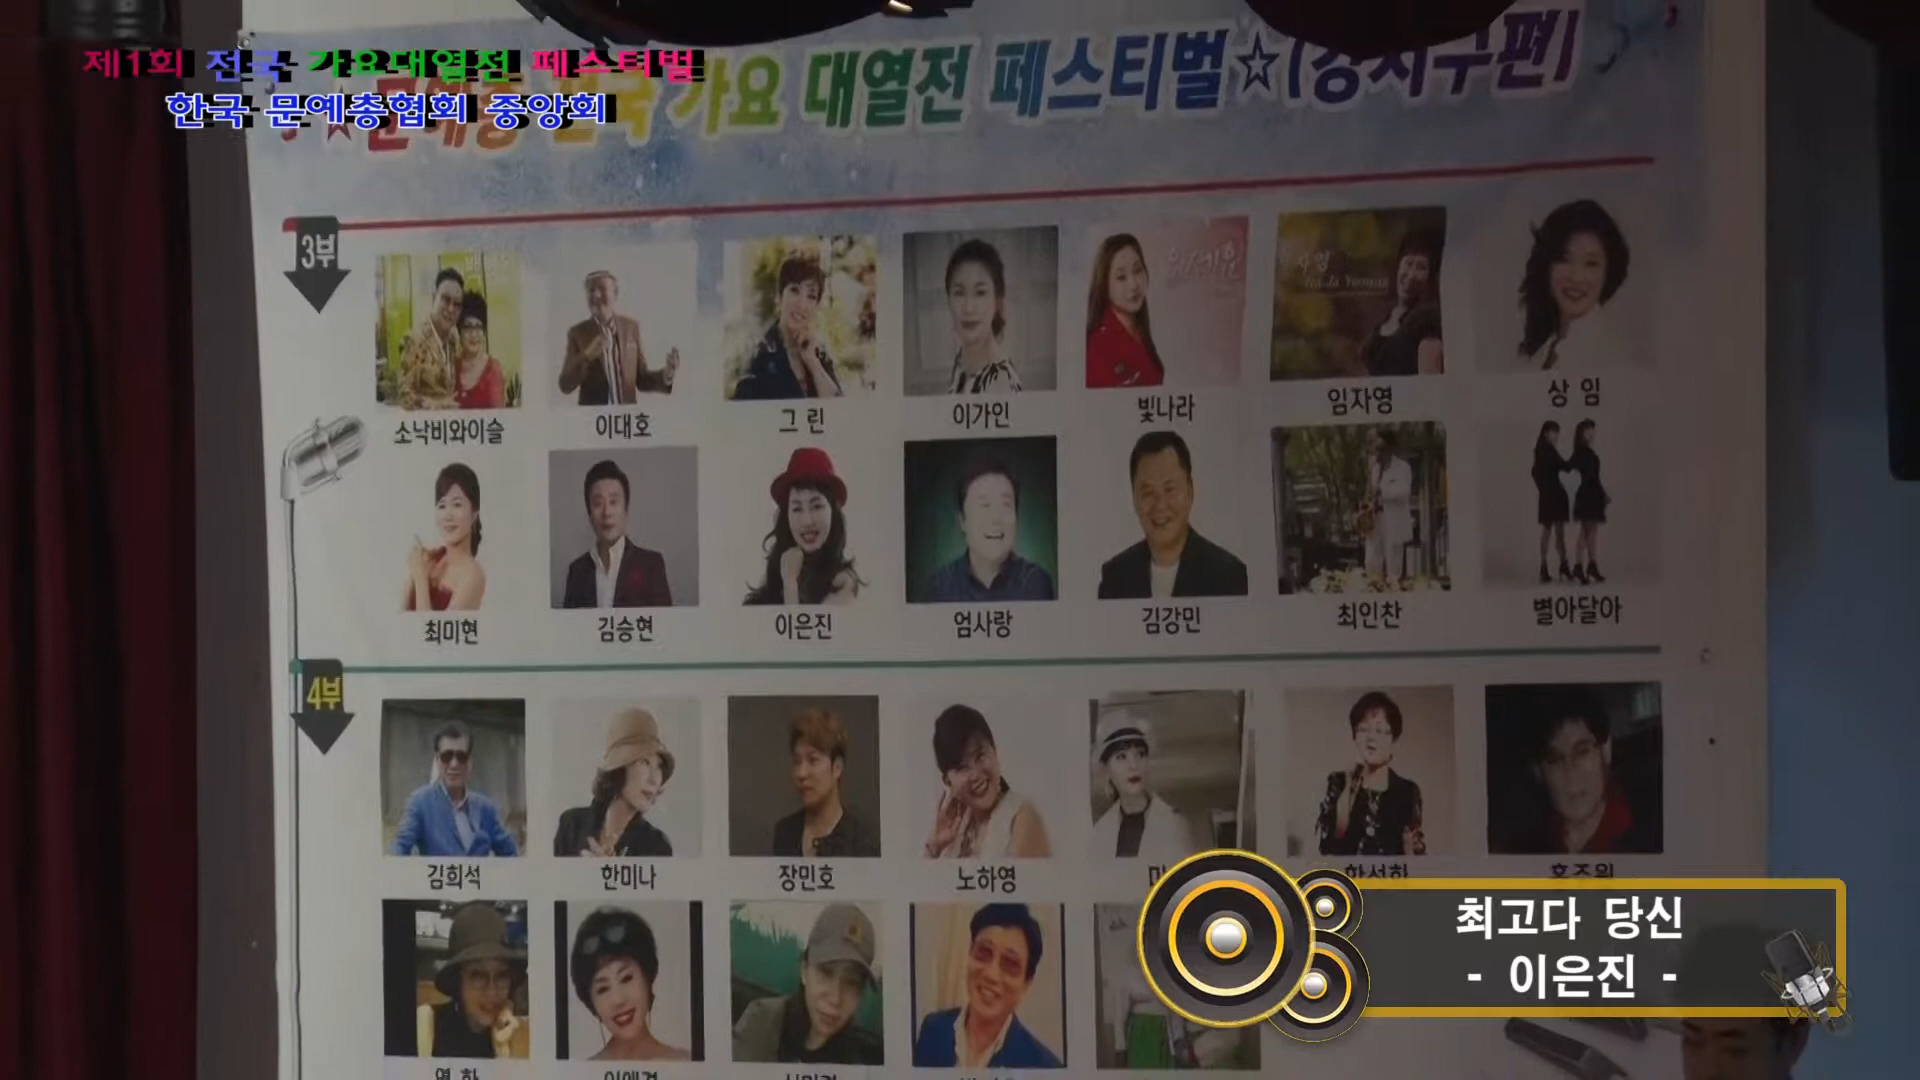 제1회 전국 가요대열전 페스티벌
한국 문예총협회 중앙회
가요 대열전 페스티벌☆(강서구편)
3부
소낙비와이슬 이대호 그 린 이가인 빛나라 임자영 상 임
최미현 김승현 이은진 엄사랑 김강민 최인찬 별아달아
4부
김희석 한미나 장민호 노하영
최고다 당신
- 이은진 -